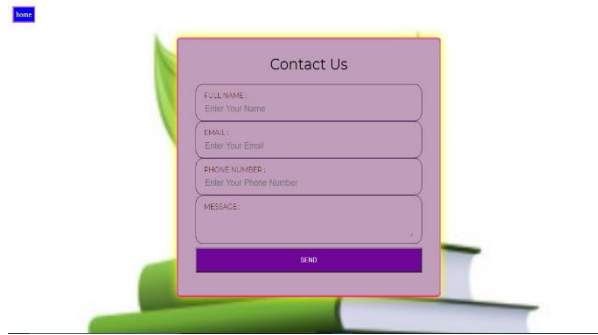 home
Contact Us
FULL NAME :
Enter Your Name
EMAIL :
Enter Your Email
PHONE NUMBER :
Enter Your Phone Number
MESSAGE :
SEND